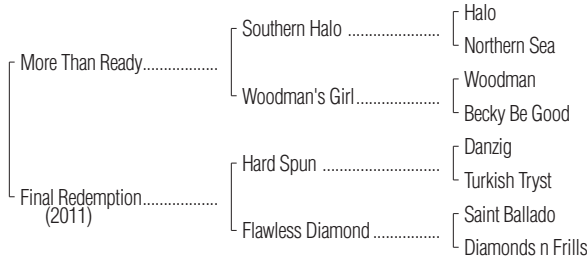 Halo
Southern Halo ..................
Northern Sea
More Than Ready..................
Woodman
Woodman's Girl.................
Becky Be Good
Danzig
Hard Spun .......................
Turkish Tryst
Final Redemption..................
(2011)
Saint Ballado
Flawless Diamond .............
Diamonds n Frills